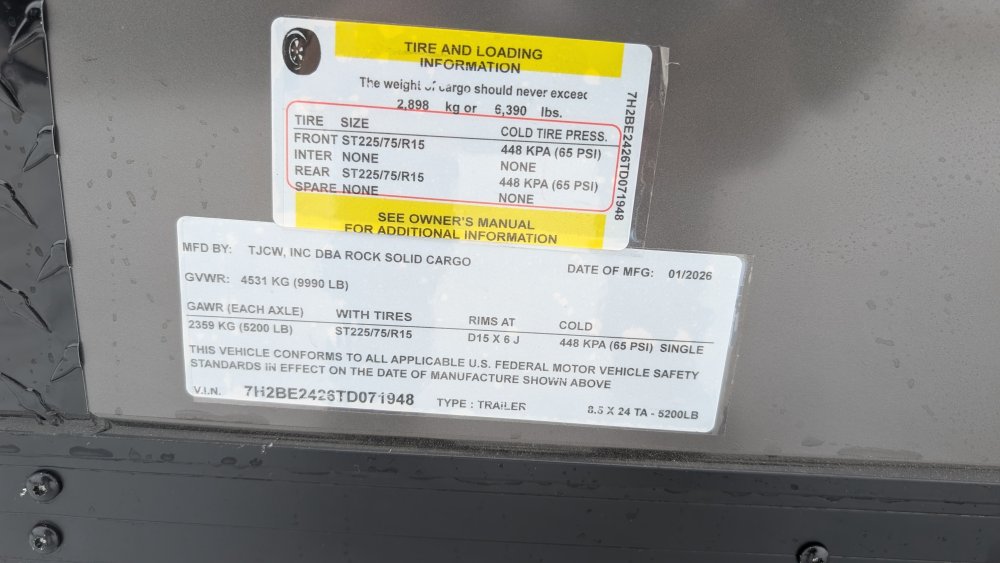 TIRE AND LOADING
INFORMATION
The weight of cargo should never exceed
2,898 kg or 6,390 lbs.
TIRE SIZE COLD TIRE PRESS.
FRONT ST225/75/R15 448 KPA (65 PSI)
INTER NONE NONE
REAR ST225/75/R15 448 KPA (65 PSI)
SPARE NONE NONE
SEE OWNER'S MANUAL
FOR ADDITIONAL INFORMATION
7H2BE2426TD071948
MFD BY: TJCW, INC DBA ROCK SOLID CARGO DATE OF MFG: 01/2026
GVWR: 4531 KG (9990 LB)
GAWR (EACH AXLE) WITH TIRES RIMS AT COLD
2359 KG (5200 LB) ST225/75/R15 D15 X 6 J 448 KPA (65 PSI) SINGLE
THIS VEHICLE CONFORMS TO ALL APPLICABLE U.S. FEDERAL MOTOR VEHICLE SAFETY
STANDARDS IN EFFECT ON THE DATE OF MANUFACTURE SHOWN ABOVE
V.I.N. 7H2BE2426TD071948 TYPE : TRAILER 8.5 X 24 TA - 5200LB